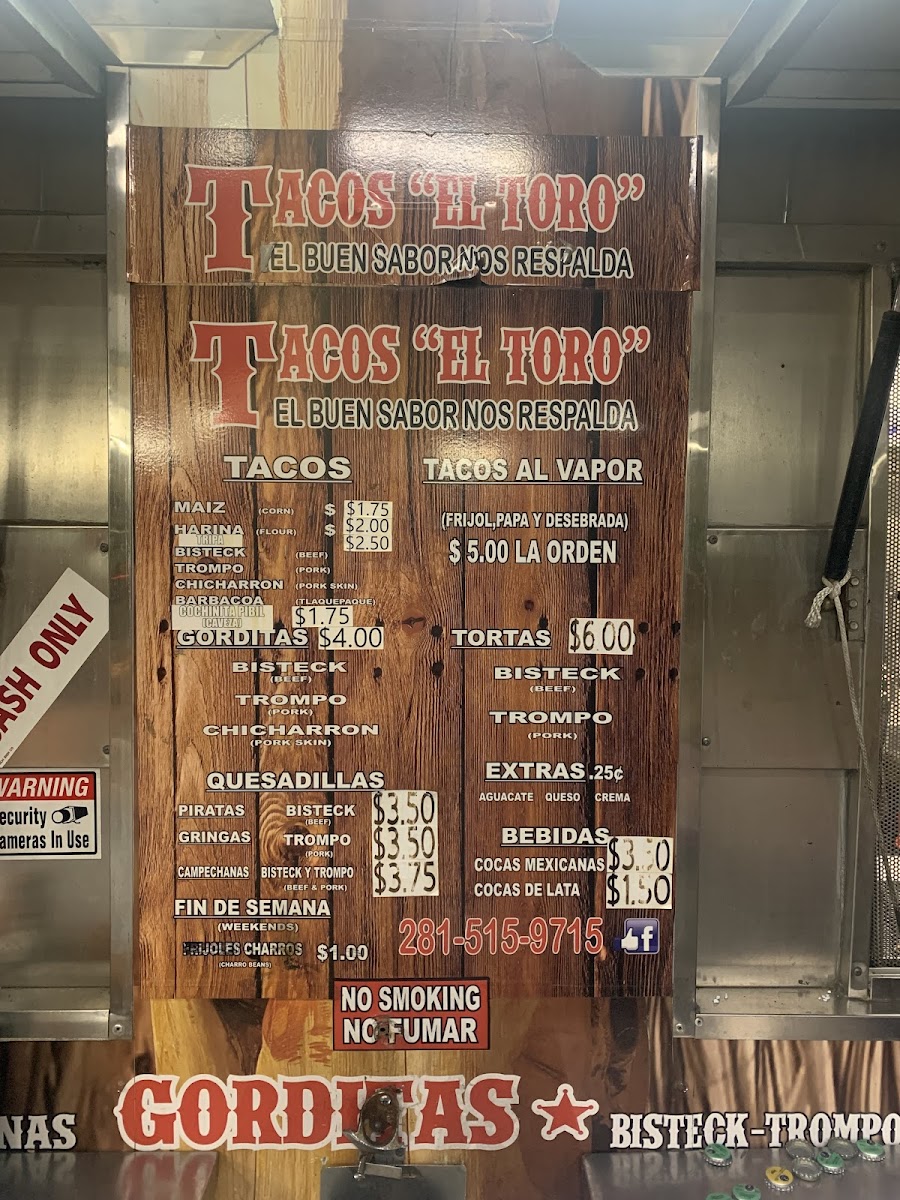 TACOS "EL TORO"
EL BUEN SABOR NOS RESPALDA
TACOS "EL TORO"
EL BUEN SABOR NOS RESPALDA
TACOS
MAIZ (CORN) $ $1.75
HARINA (FLOUR) $ $2.00
TRIPA $2.50
BISTECK (BEEF)
TROMPO (PORK)
CHICHARRON (PORK SKIN)
BARBACOA (TLAQUEPAQUE)
COCHINITA PIBIL
(CAVEZA) $1.75
GORDITAS $4.00
BISTECK
(BEEF)
TROMPO
(PORK)
CHICHARRON
(PORK SKIN)
QUESADILLAS
PIRATAS BISTECK $3.50
(BEEF)
GRINGAS TROMPO $3.50
(PORK)
CAMPECHANAS BISTECK Y TROMPO $3.75
(BEEF & PORK)
FIN DE SEMANA
(WEEKENDS)
FRIJOLES CHARROS $1.00
(CHARRO BEANS)
TACOS AL VAPOR
(FRIJOL,PAPA Y DESEBRADA)
$ 5.00 LA ORDEN
TORTAS $6.00
BISTECK
(BEEF)
TROMPO
(PORK)
EXTRAS .25¢
AGUACATE QUESO CREMA
BEBIDAS
COCAS MEXICANAS
COCAS DE LATA $1.50
281-515-9715
f
NO SMOKING
NO FUMAR
ASH ONLY
WARNING
ecurity
ameras In Use
GORDITAS
NAS
BISTECK-TROMPO